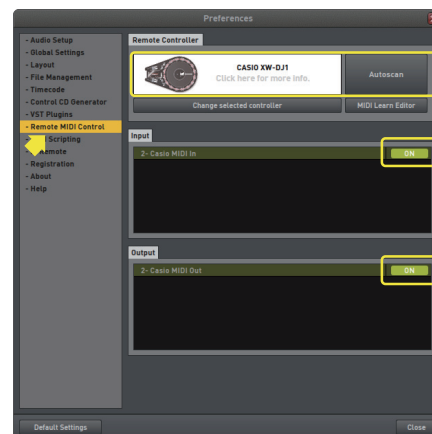 Preferences
- Audio Setup
- Global Settings
- Layout
- File Management
- Timecode
- Control CD Generator
- VST Plugins
- Remote MIDI Control
Scripting
- Registration
- About
- Help
Remote Controller
CASIO XW-DJ1
Click here for more info.
Autoscan
Change selected controller
MIDI Learn Editor
Input
2- Casio MIDI In
ON
Output
2- Casio MIDI Out
ON
Default Settings
Close